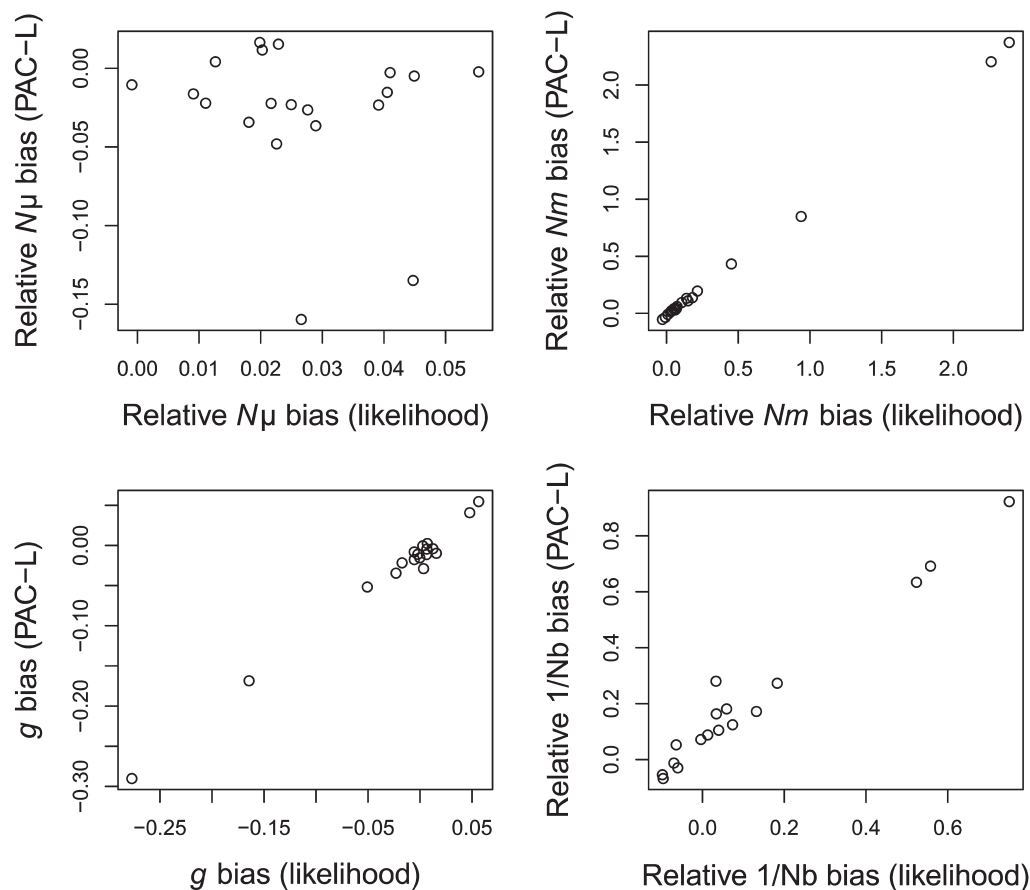 Relative Nμ bias (PAC−L)
0.00
−0.05
−0.10
−0.15
0.00 0.01 0.02 0.03 0.04 0.05
Relative Nμ bias (likelihood)
Relative Nm bias (PAC−L)
2.0
1.5
1.0
0.5
0.0
0.0 0.5 1.0 1.5 2.0
Relative Nm bias (likelihood)
g bias (PAC−L)
0.00
−0.10
−0.20
−0.30
−0.25 −0.15 −0.05 0.05
g bias (likelihood)
Relative 1/Nb bias (PAC−L)
0.8
0.6
0.4
0.2
0.0
0.0 0.2 0.4 0.6
Relative 1/Nb bias (likelihood)